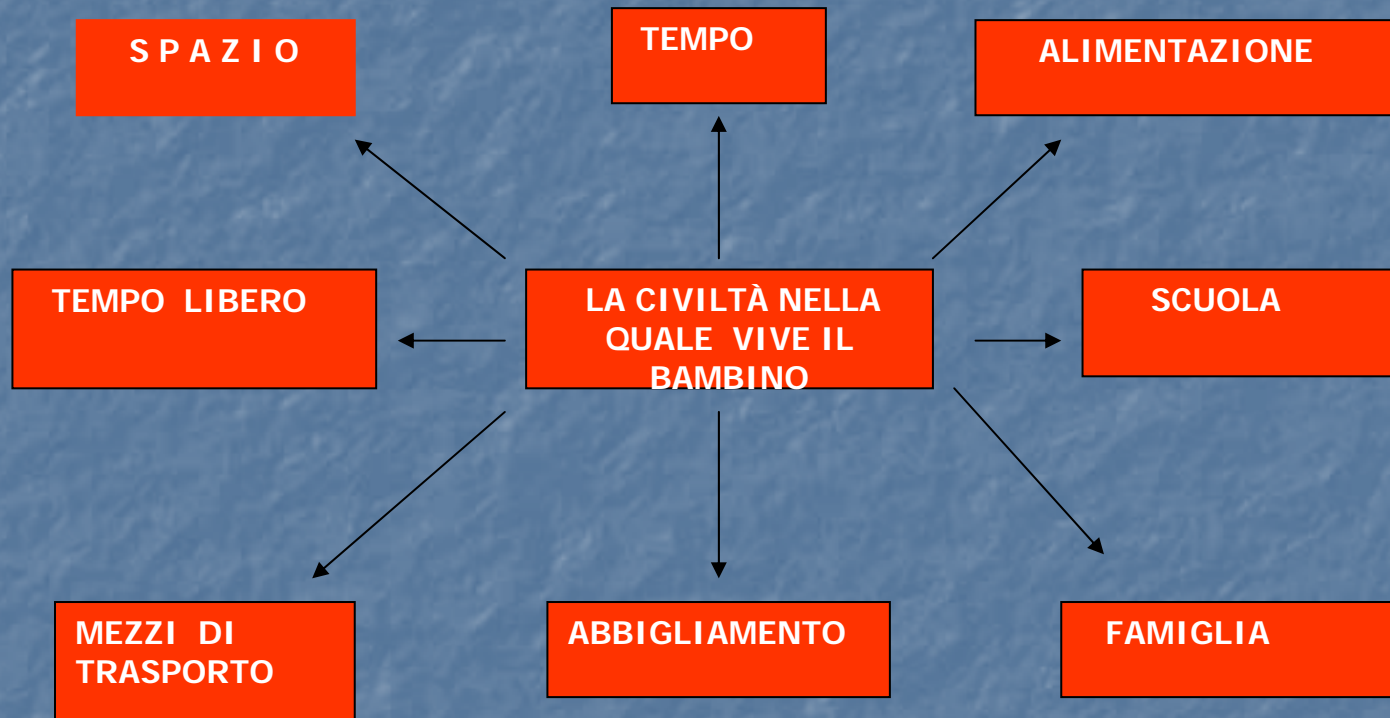 S P A Z I O
TEMPO
ALIMENTAZIONE
TEMPO LIBERO
LA CIVILTÀ NELLA
QUALE VIVE IL
BAMBINO
SCUOLA
MEZZI DI
TRASPORTO
ABBIGLIAMENTO
FAMIGLIA